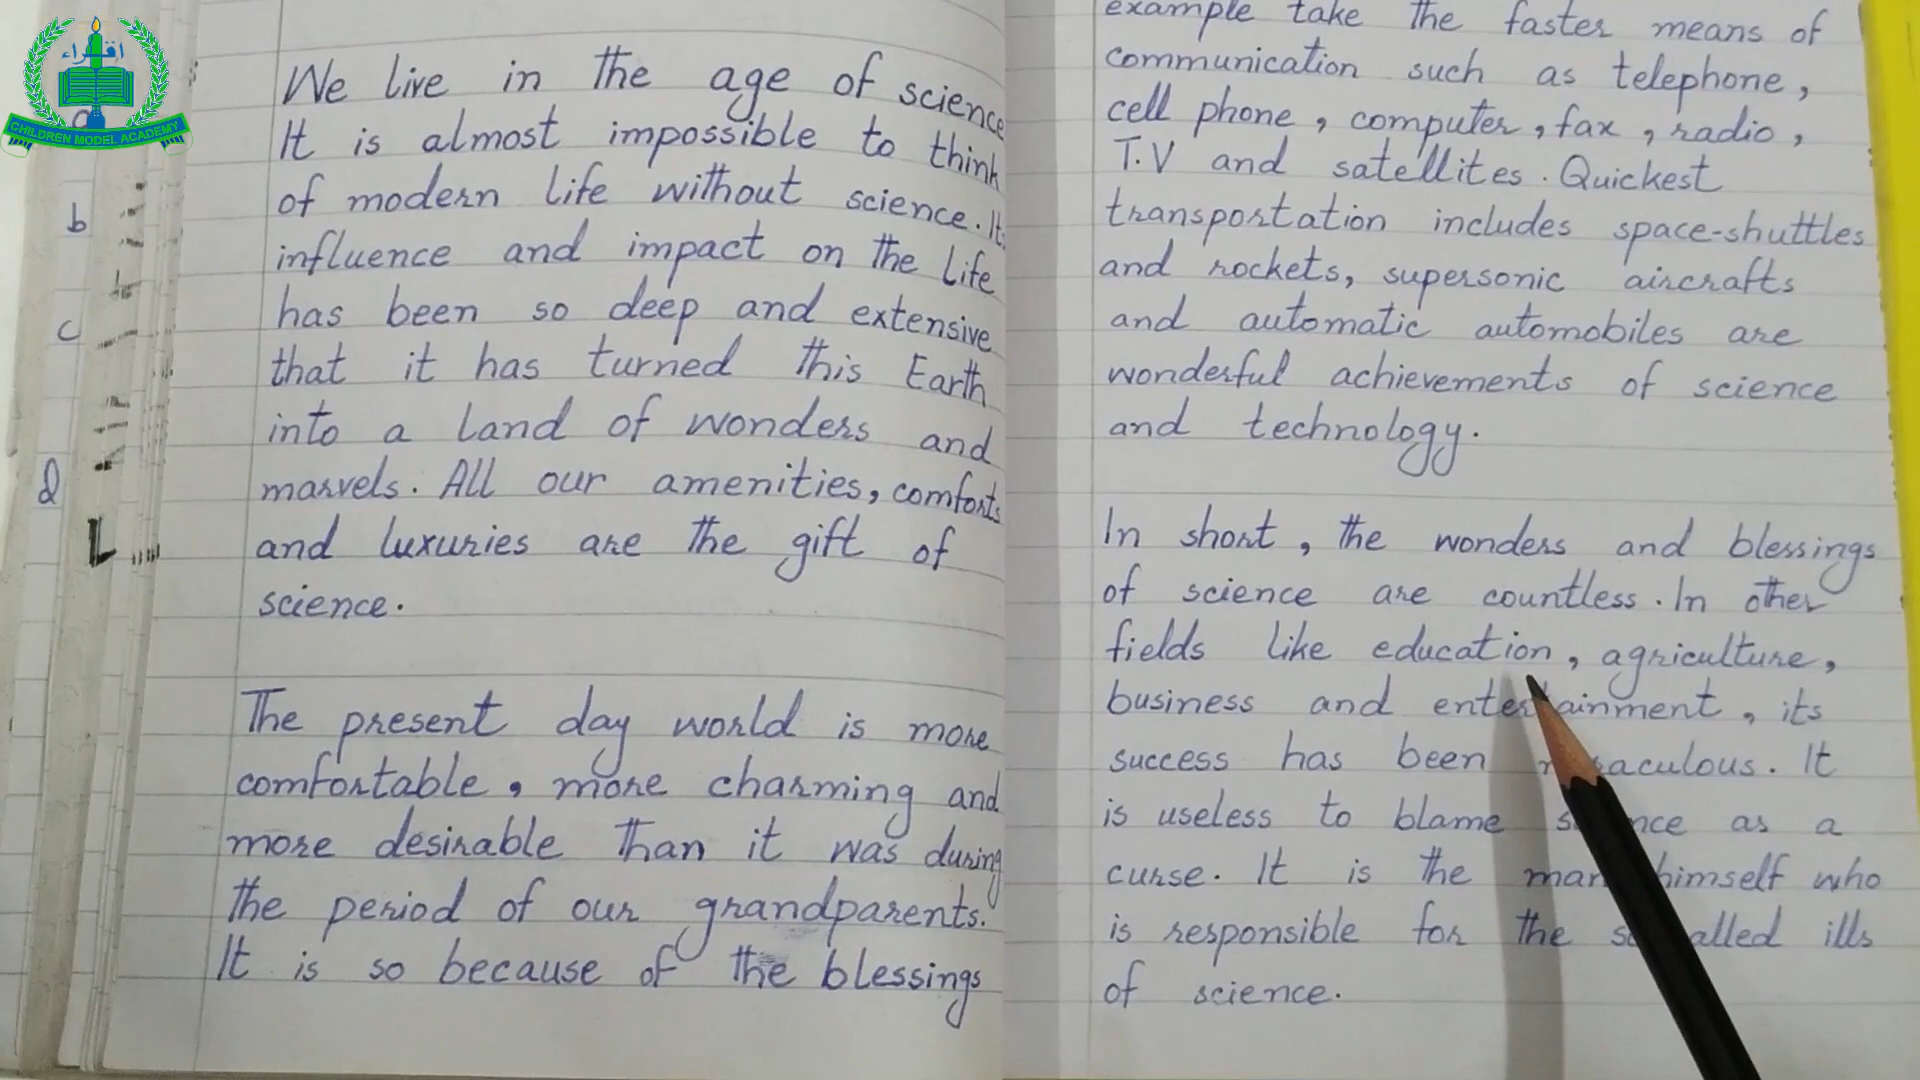 اقراء
CHILDREN MODEL ACADEMY
a
b
c
d
We live in the age of science
It is almost impossible to think
of modern life without science. Its
influence and impact on the Life
has been so deep and extensive
that it has turned this Earth
into a land of wonders and
marvels. All our amenities, comforts
and luxuries are the gift of
science.
The present day world is more
comfortable, more charming and
more desirable than it was during
the period of our grandparents.
It is so because of the blessings
example take the faster means of
communication such as telephone,
cell phone, computer, fax, radio,
T.V and satellites. Quickest
transportation includes space-shuttles
and rockets, supersonic aircrafts
and automatic automobiles are
wonderful achievements of science
and technology.
In short, the wonders and blessings
of science are countless. In other
fields like education, agriculture,
business and entertainment, its
success has been miraculous. It
is useless to blame science as a
curse. It is the man himself who
is responsible for the so called ills
of science.